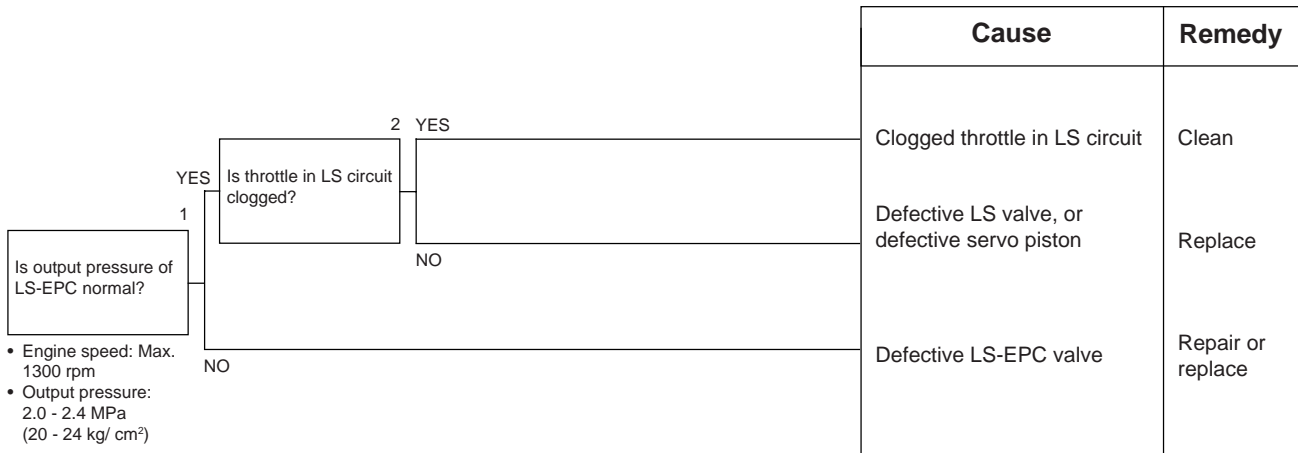 Cause
Remedy
2
YES
Is throttle in LS circuit
clogged?
Clogged throttle in LS circuit
Clean
YES
1
Is output pressure of
LS-EPC normal?
NO
Defective LS valve, or
defective servo piston
Replace
• Engine speed: Max.
1300 rpm
• Output pressure:
2.0 - 2.4 MPa
(20 - 24 kg/ cm²)
NO
Defective LS-EPC valve
Repair or
replace